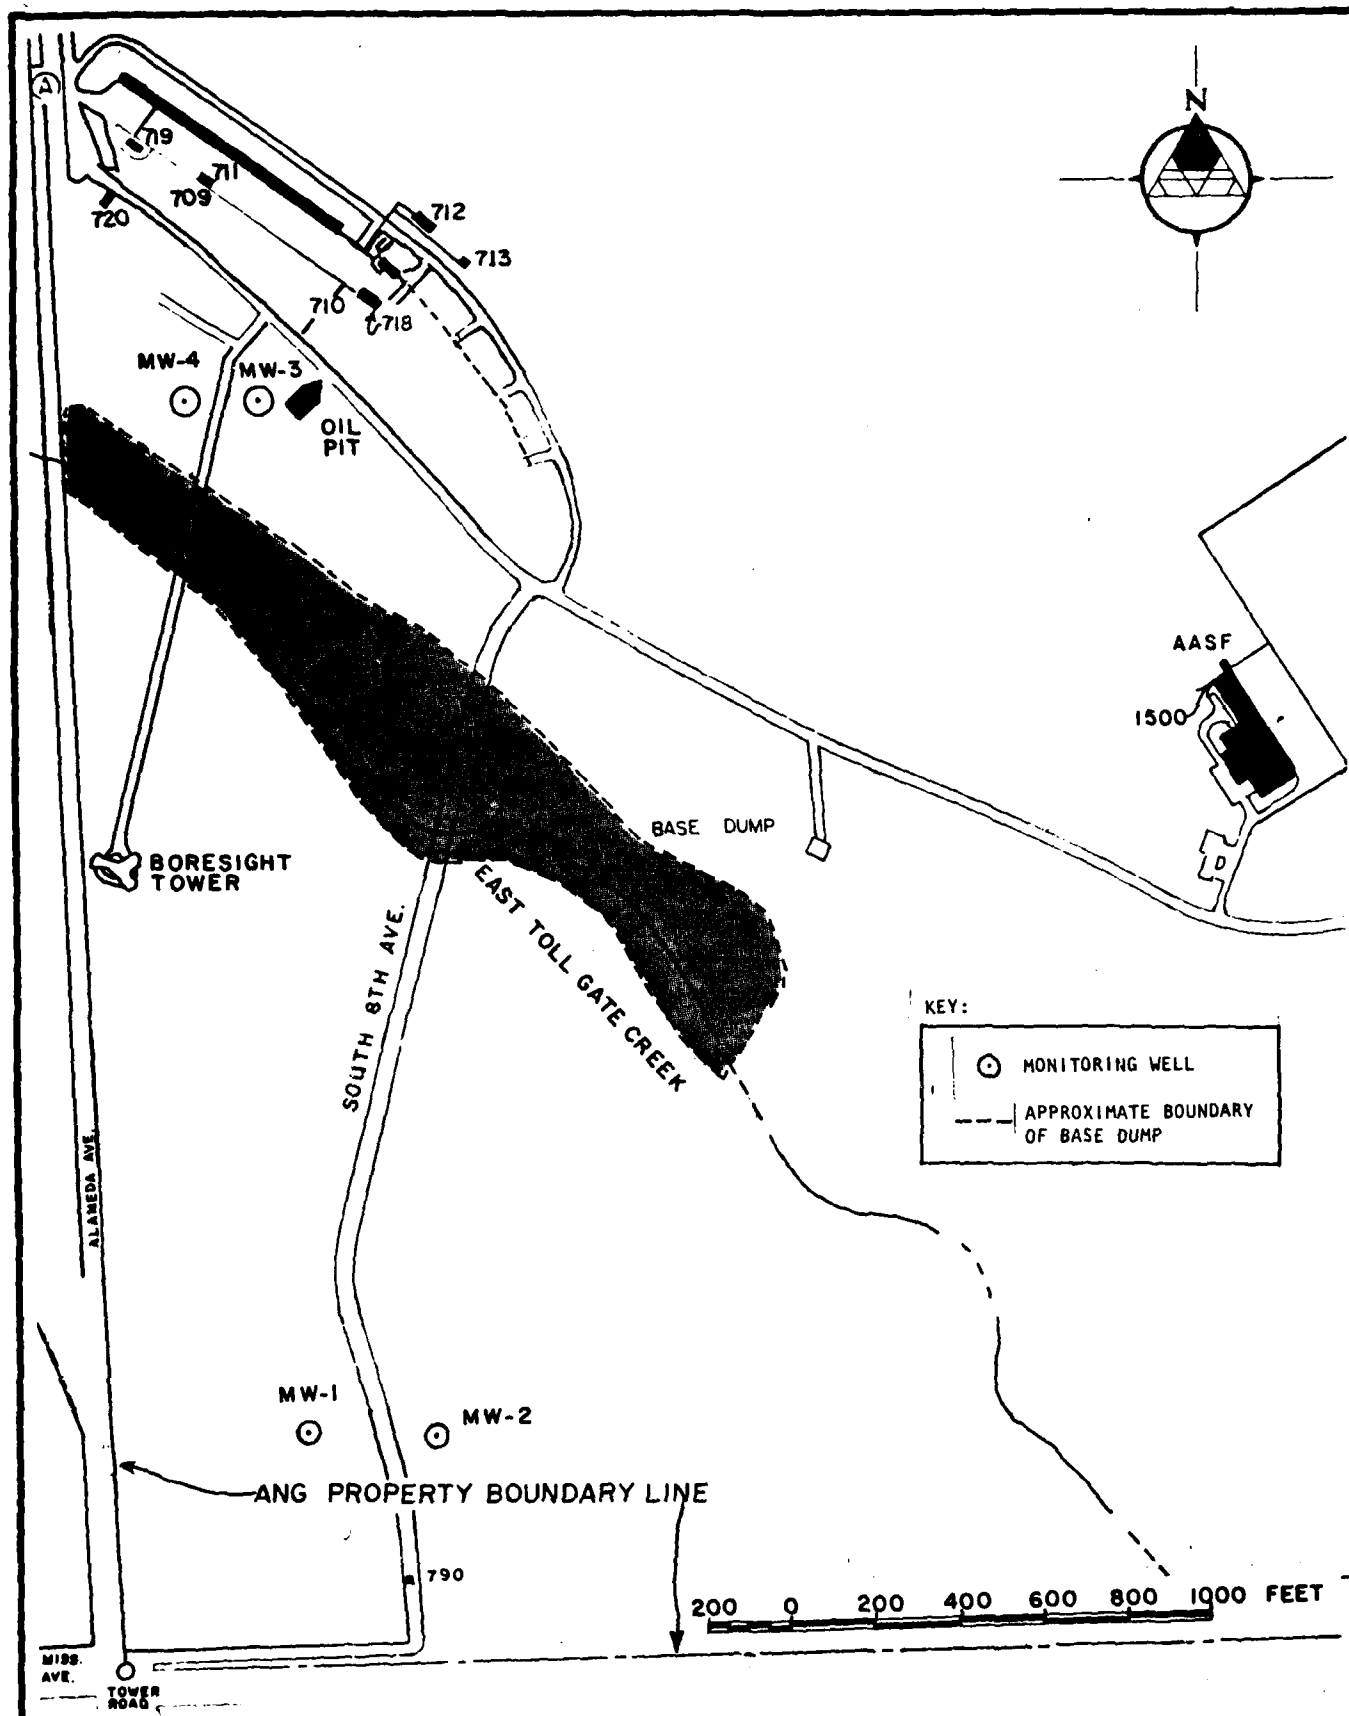 A
N
719
711
709
720
712
713
710
718
MW-4
MW-3
OIL
PIT
AASF
1500
BASE DUMP
BORESIGHT
TOWER
EAST TOLL GATE CREEK
SOUTH 8TH AVE.
KEY:
MONITORING WELL
APPROXIMATE BOUNDARY
OF BASE DUMP
ALAMEDA AVE.
MW-1
MW-2
ANG PROPERTY BOUNDARY LINE
790
200 0 200 400 600 800 1000 FEET
MISS.
AVE.
TOWER
ROAD